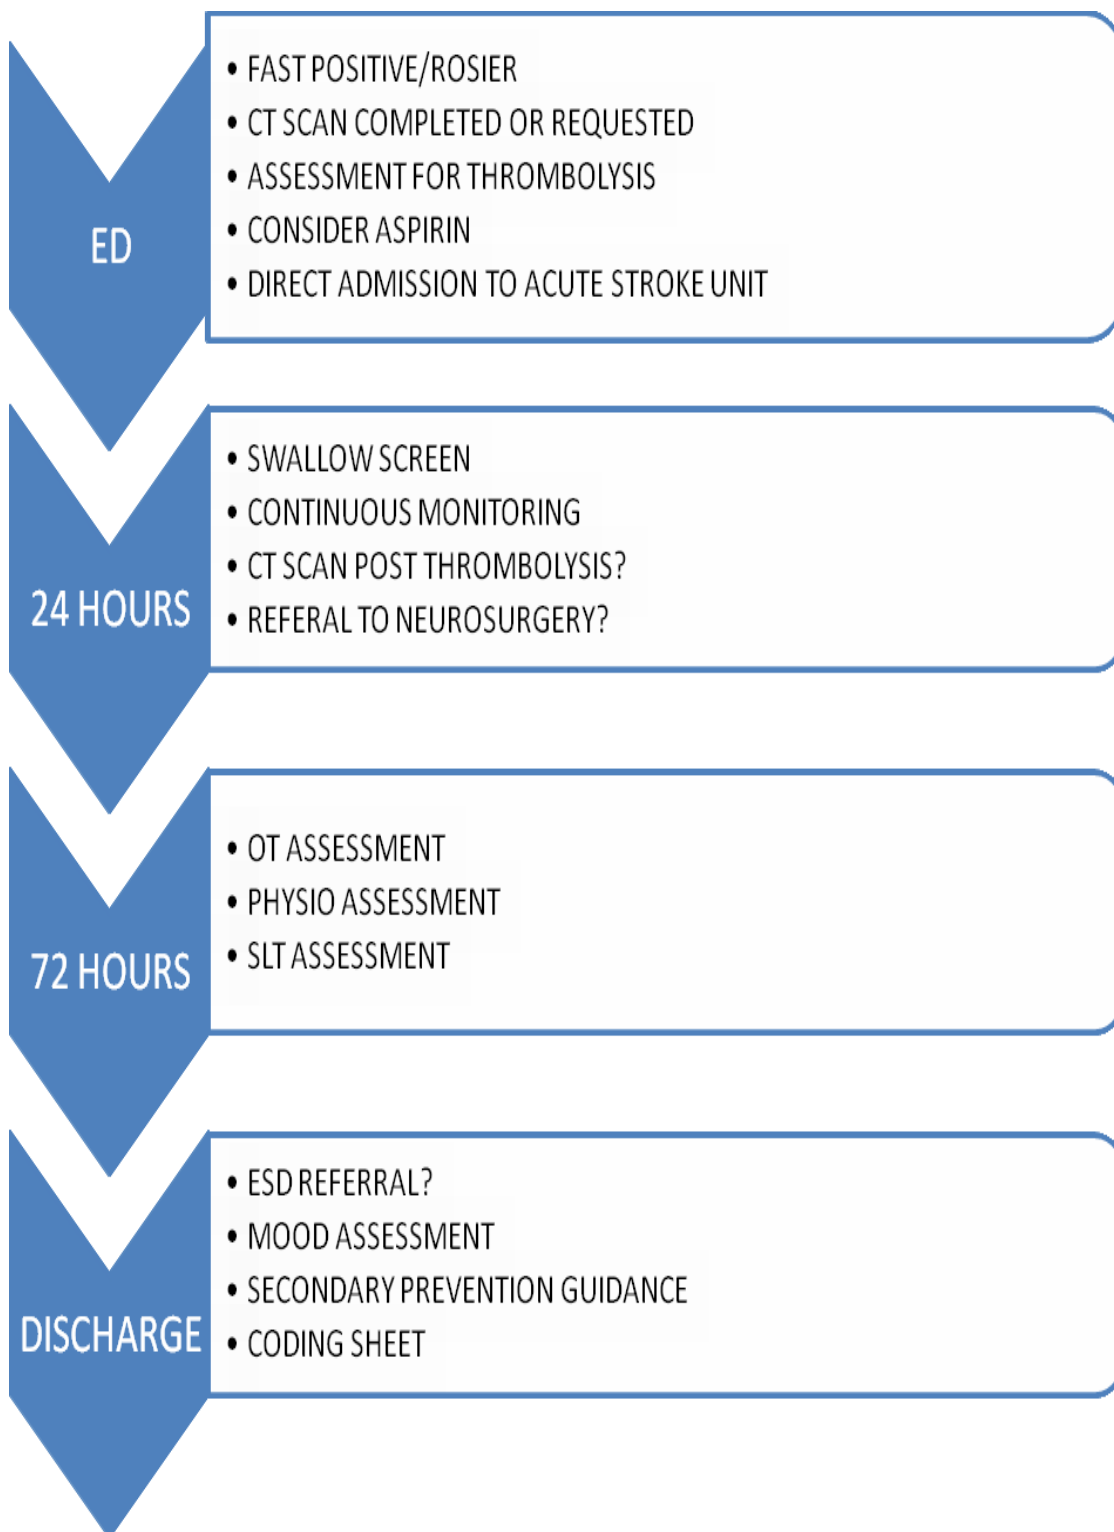 ED
• FAST POSITIVE/ROSIER
• CT SCAN COMPLETED OR REQUESTED
• ASSESSMENT FOR THROMBOLYSIS
• CONSIDER ASPIRIN
• DIRECT ADMISSION TO ACUTE STROKE UNIT
24 HOURS
• SWALLOW SCREEN
• CONTINUOUS MONITORING
• CT SCAN POST THROMBOLYSIS?
• REFERAL TO NEUROSURGERY?
72 HOURS
• OT ASSESSMENT
• PHYSIO ASSESSMENT
• SLT ASSESSMENT
DISCHARGE
• ESD REFERRAL?
• MOOD ASSESSMENT
• SECONDARY PREVENTION GUIDANCE
• CODING SHEET